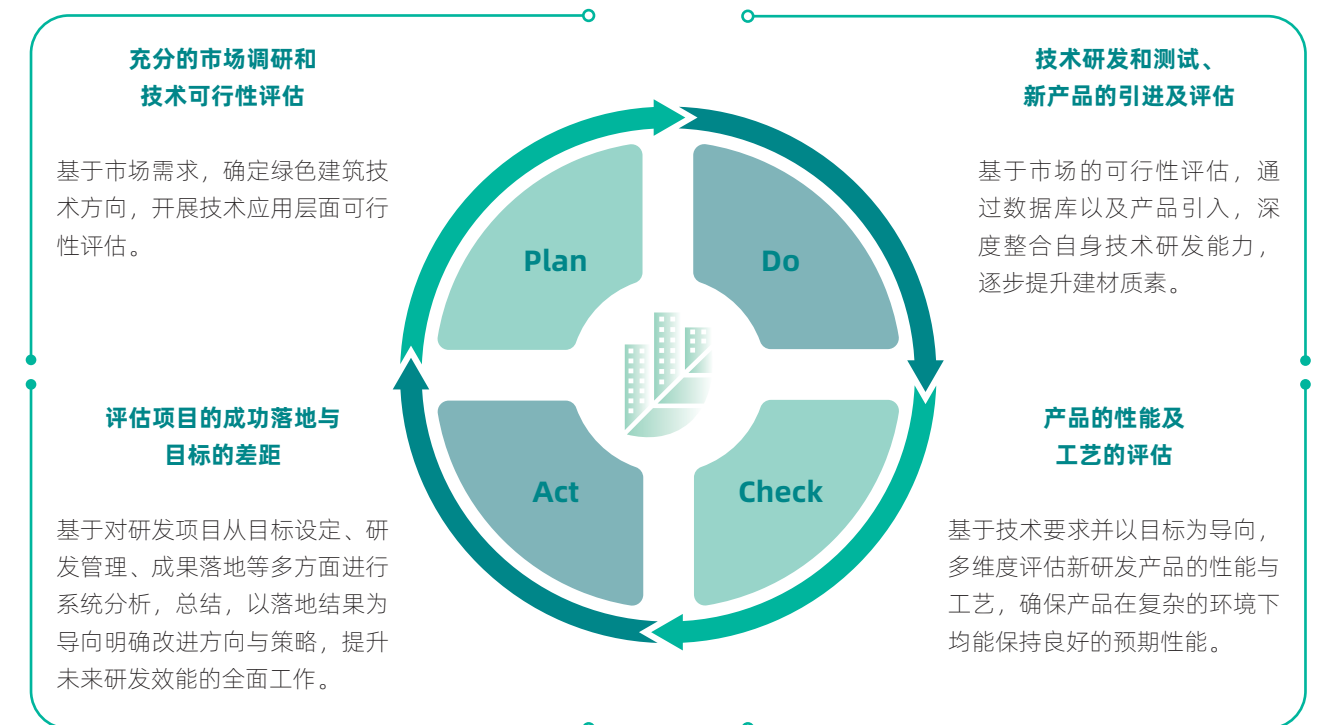 充分的市场调研和
技术可行性评估
基于市场需求，确定绿色建筑技
术方向，开展技术应用层面可行
性评估。
技术研发和测试、
新产品的引进及评估
基于市场的可行性评估，通
过数据库以及产品引入，深
度整合自身技术研发能力，
逐步提升建材质素。
Plan
Do
Act
Check
评估项目的成功落地与
目标的差距
基于对研发项目从目标设定、研
发管理、成果落地等多方面进行
系统分析，总结，以落地结果为
导向明确改进方向与策略，提升
未来研发效能的全面工作。
产品的性能及
工艺的评估
基于技术要求并以目标为导向，
多维度评估新研发产品的性能与
工艺，确保产品在复杂的环境下
均能保持良好的预期性能。